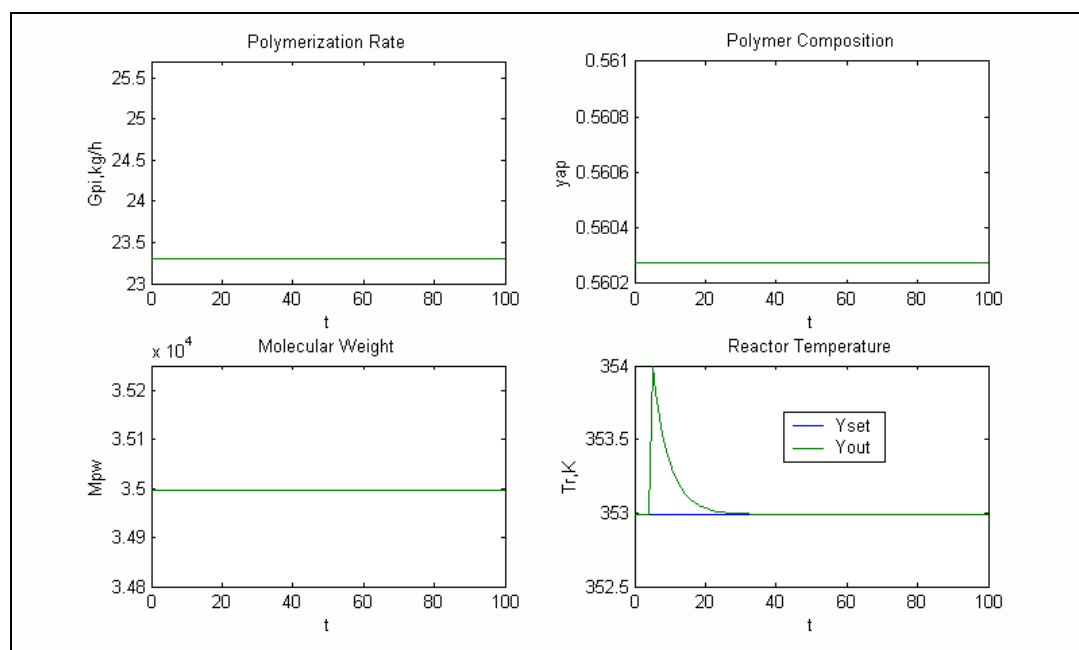 Polymerization Rate
25.5
25
24.5
24
23.5
23
Gpi,kg/h
0 20 40 60 80 100
t
Polymer Composition
0.561
0.5608
0.5606
0.5604
0.5602
yap
0 20 40 60 80 100
t
x 10^4
Molecular Weight
3.52
3.51
3.5
3.49
3.48
Mpw
0 20 40 60 80 100
t
Reactor Temperature
354
353.5
353
352.5
Tr,K
Yset
Yout
0 20 40 60 80 100
t